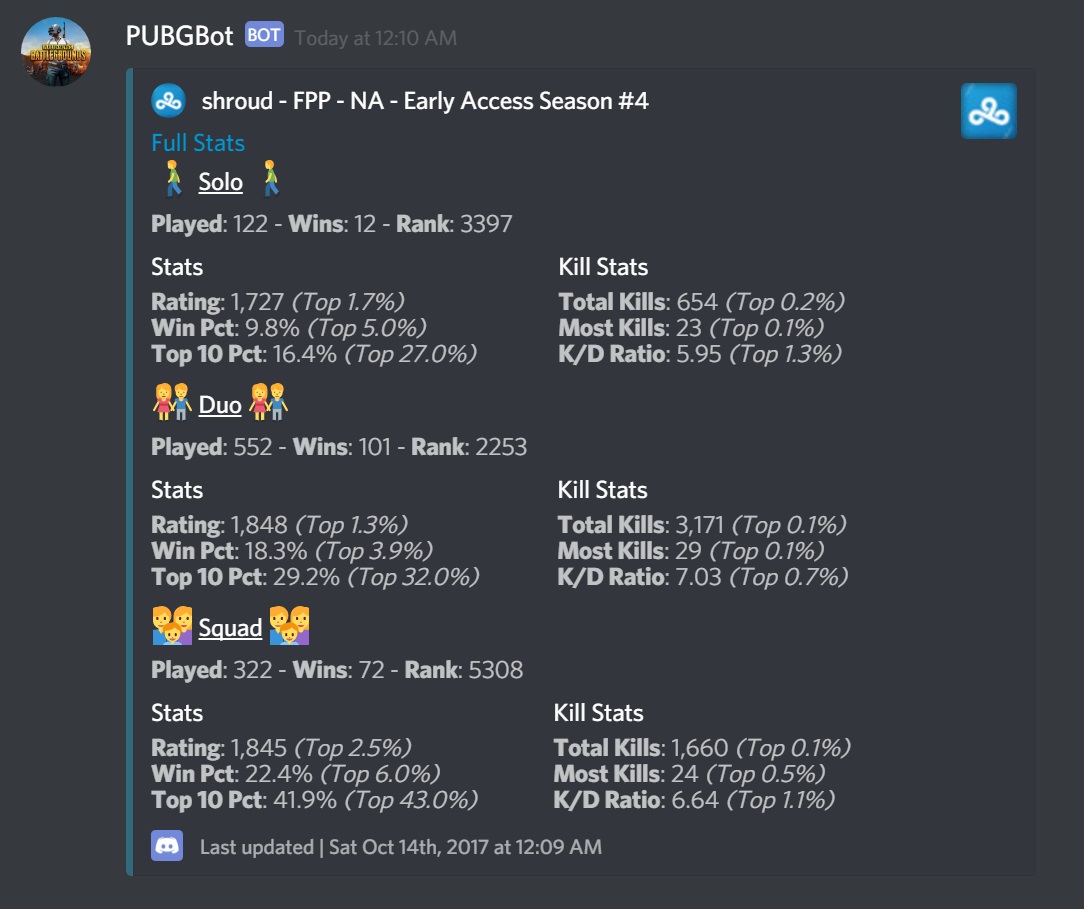 PUBGBot BOT Today at 12:10 AM
BATTLEGROUNDS
shroud - FPP - NA - Early Access Season #4
Full Stats
Solo
Played: 122 - Wins: 12 - Rank: 3397
Stats
Rating: 1,727 (Top 1.7%)
Win Pct: 9.8% (Top 5.0%)
Top 10 Pct: 16.4% (Top 27.0%)
Kill Stats
Total Kills: 654 (Top 0.2%)
Most Kills: 23 (Top 0.1%)
K/D Ratio: 5.95 (Top 1.3%)
Duo
Played: 552 - Wins: 101 - Rank: 2253
Stats
Rating: 1,848 (Top 1.3%)
Win Pct: 18.3% (Top 3.9%)
Top 10 Pct: 29.2% (Top 32.0%)
Kill Stats
Total Kills: 3,171 (Top 0.1%)
Most Kills: 29 (Top 0.1%)
K/D Ratio: 7.03 (Top 0.7%)
Squad
Played: 322 - Wins: 72 - Rank: 5308
Stats
Rating: 1,845 (Top 2.5%)
Win Pct: 22.4% (Top 6.0%)
Top 10 Pct: 41.9% (Top 43.0%)
Kill Stats
Total Kills: 1,660 (Top 0.1%)
Most Kills: 24 (Top 0.5%)
K/D Ratio: 6.64 (Top 1.1%)
Last updated | Sat Oct 14th, 2017 at 12:09 AM